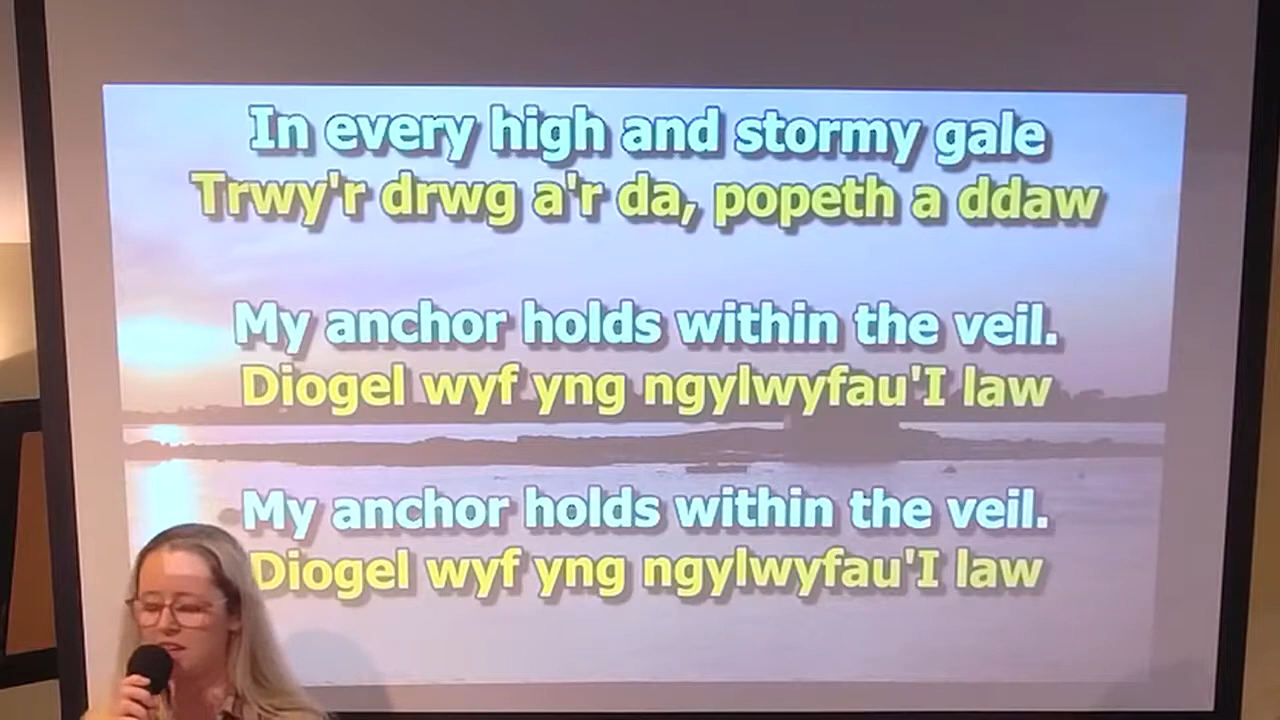 In every high and stormy gale
Trwy'r drwg a'r da, popeth a ddaw
My anchor holds within the veil.
Diogel wyf yng ngylwyfau'I law
My anchor holds within the veil.
Diogel wyf yng ngylwyfau'I law